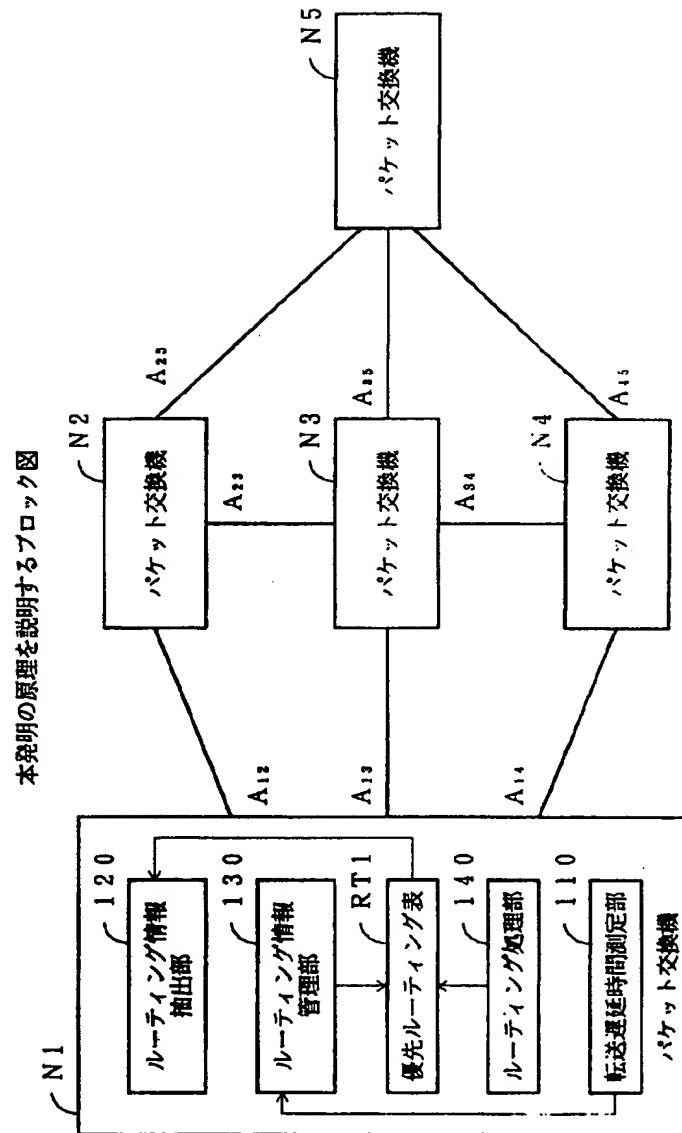 本発明の原理を説明するブロック図
N1
120
ルーティング情報
抽出部
130
ルーティング情報
管理部
RT1
優先ルーティング表
140
ルーティング処理部
110
転送遅延時間測定部
パケット交換機
A₁₂
A₁₃
A₁₄
N2
パケット交換機
A₂₃
N3
パケット交換機
A₃₄
N4
パケット交換機
A₂₅
A₃₅
A₄₅
N5
パケット交換機